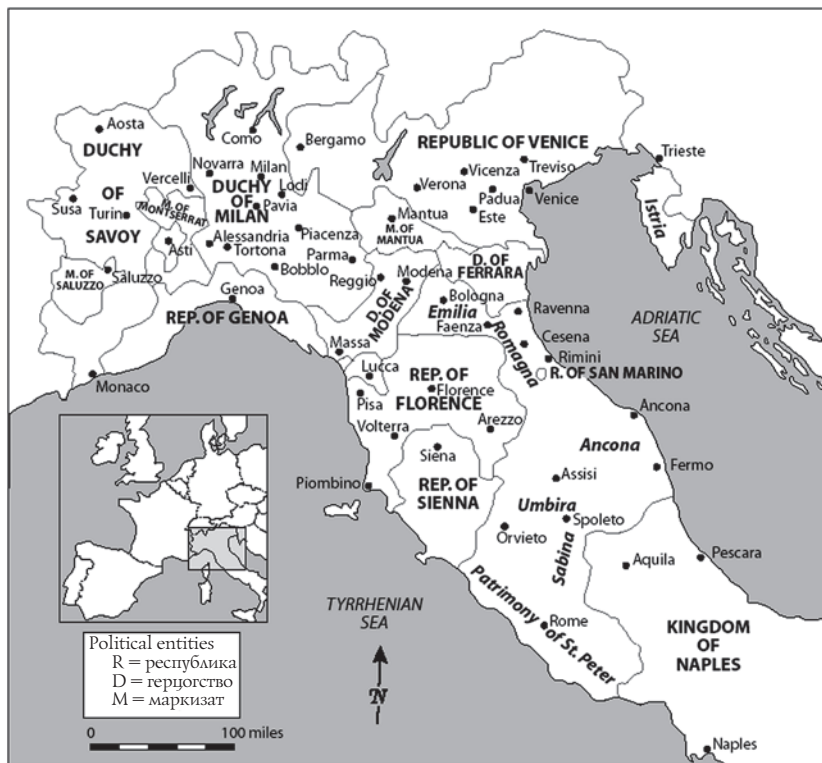 Aosta
DUCHY
OF
SAVOY
Susa
Turin
Vercelli
M. OF
MONTSERRAT
Asti
M. OF
SALUZZO
Saluzzo
Como
Bergamo
Novarra
Milan
DUCHY
OF
MILAN
Lodi
Pavia
Alessandria
Tortona
Piacenza
Bobblo
Parma
Reggio
REPUBLIC OF VENICE
Vicenza
Treviso
Verona
Padua
Este
Venice
Trieste
Istria
Mantua
M. OF
MANTUA
D. OF
FERRARA
Modena
D. OF
MODENA
Genoa
REP. OF GENOA
Monaco
Bologna
Emilia
Faenza
Romagna
Ravenna
Cesena
Rimini
R. OF SAN MARINO
ADRIATIC
SEA
Massa
Lucca
Pisa
REP. OF
FLORENCE
Florence
Volterra
Arezzo
Siena
REP. OF
SIENNA
Piombino
Ancona
Ancona
Fermo
Assisi
Umbira
Spoleto
Orvieto
Sabina
Aquila
Pescara
Patrimony of St. Peter
Rome
KINGDOM
OF
NAPLES
Naples
TYRRHENIAN
SEA
N
Political entities
R = республика
D = герцогство
M = маркизат
0 100 miles